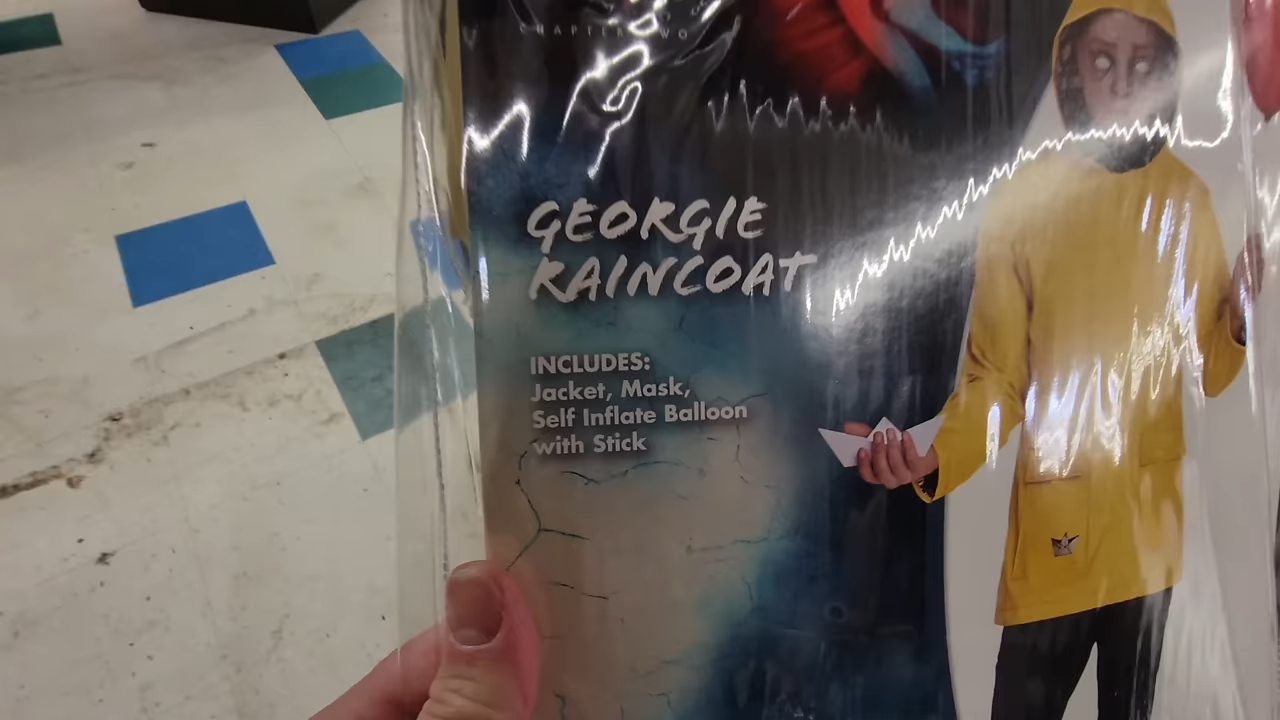 CHAPTER TWO
GEORGIE
RAINCOAT
INCLUDES:
Jacket, Mask,
Self Inflate Balloon
with Stick